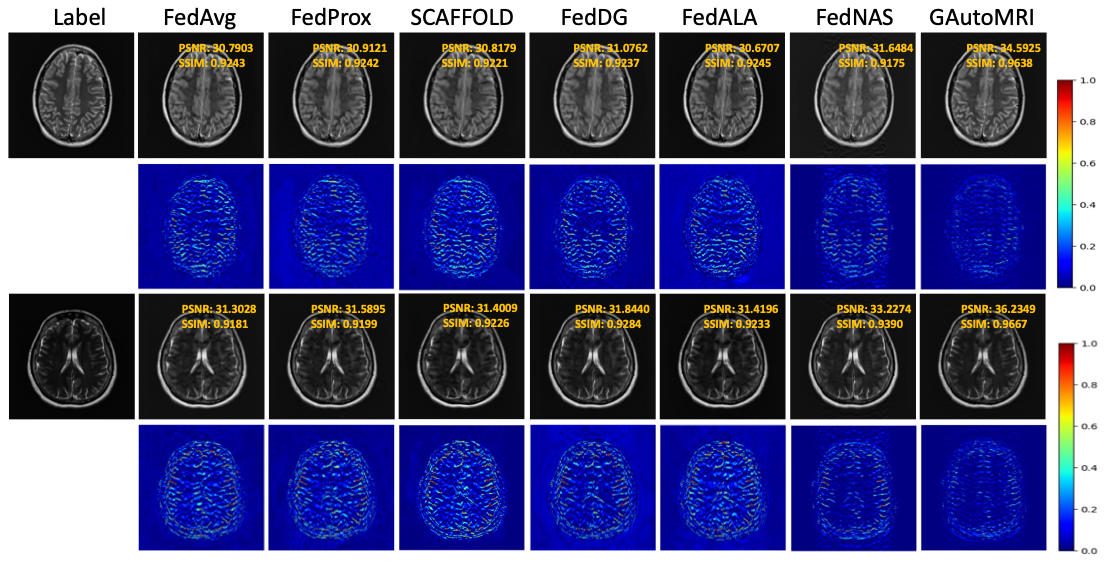 Label FedAvg FedProx SCAFFOLD FedDG FedALA FedNAS GAutoMRI
PSNR: 30.7903 PSNR: 30.9121 PSNR: 30.8179 PSNR: 31.0762 PSNR: 30.6707 PSNR: 31.6484 PSNR: 34.5925
SSIM: 0.9243 SSIM: 0.9242 SSIM: 0.9221 SSIM: 0.9237 SSIM: 0.9245 SSIM: 0.9175 SSIM: 0.9638
1.0
0.8
0.6
0.4
0.2
0.0
PSNR: 31.3028 PSNR: 31.5895 PSNR: 31.4009 PSNR: 31.8440 PSNR: 31.4196 PSNR: 33.2274 PSNR: 36.2349
SSIM: 0.9181 SSIM: 0.9199 SSIM: 0.9226 SSIM: 0.9284 SSIM: 0.9233 SSIM: 0.9390 SSIM: 0.9667
1.0
0.8
0.6
0.4
0.2
0.0